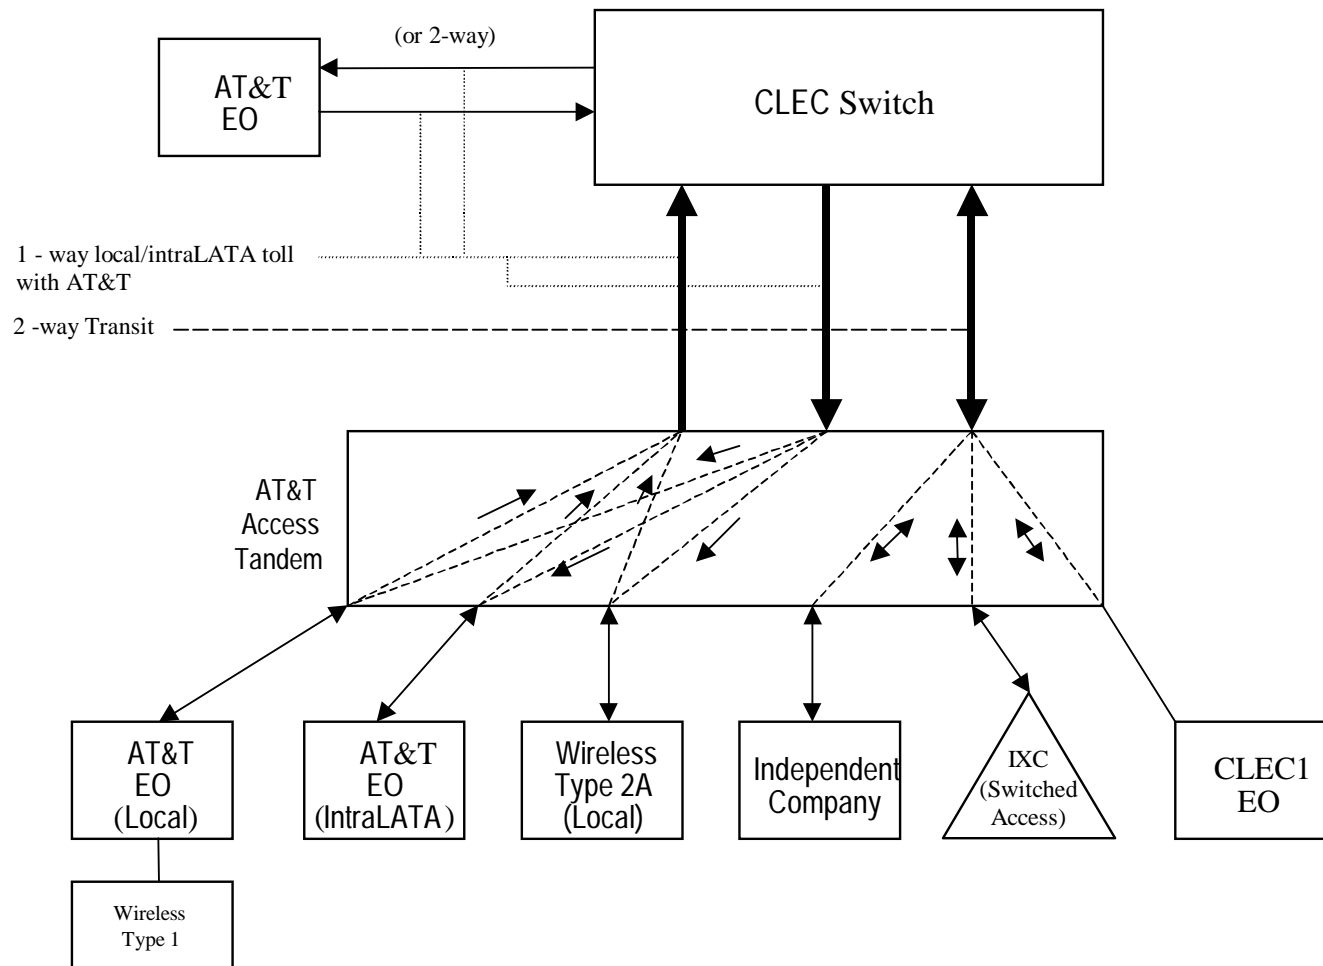 (or 2-way)
AT&T
EO
CLEC Switch
1 - way local/intraLATA toll
with AT&T
2 -way Transit
AT&T
Access
Tandem
AT&T
EO
(Local)
AT&T
EO
(IntraLATA)
Wireless
Type 2A
(Local)
Independent
Company
IXC
(Switched
Access)
CLEC1
EO
Wireless
Type 1